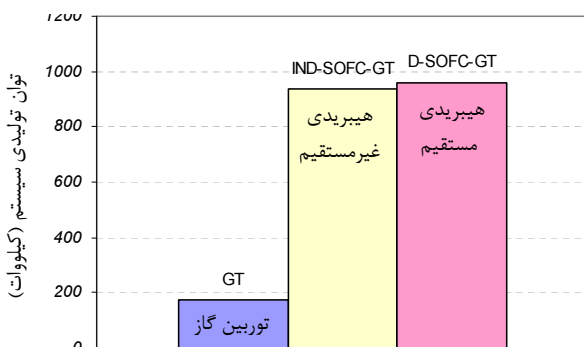 1200
1000
800
600
400
200
0
توان تولیدی سیستم (کیلووات)
IND-SOFC-GT
D-SOFC-GT
هیبریدی
غیرمستقیم
هیبریدی
مستقیم
GT
توربین گاز